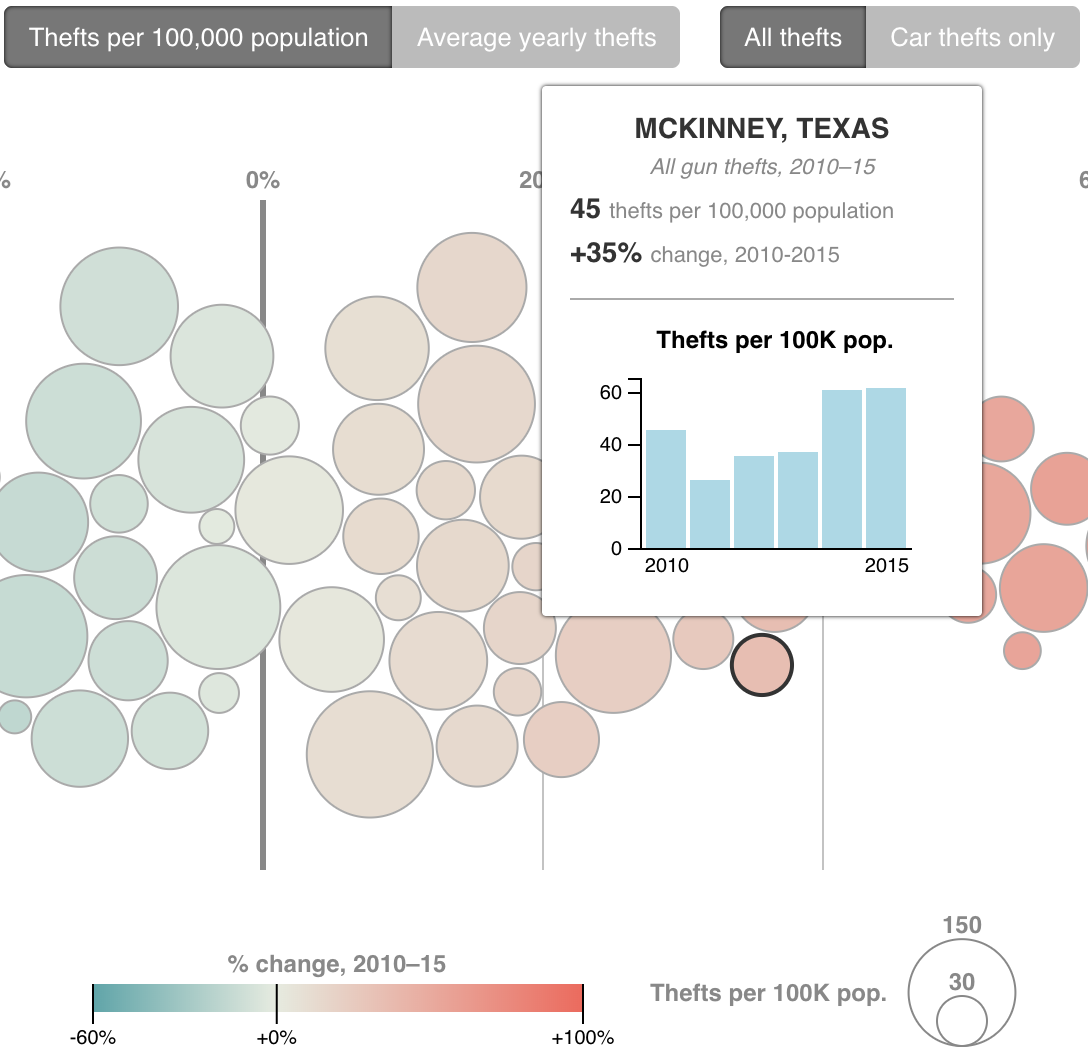 Thefts per 100,000 population
Average yearly thefts
All thefts
Car thefts only
MCKINNEY, TEXAS
All gun thefts, 2010–15
%
0%
20
6
45 thefts per 100,000 population
+35% change, 2010-2015
Thefts per 100K pop.
60
40
20
0
2010
2015
150
% change, 2010–15
30
Thefts per 100K pop.
-60%
+0%
+100%